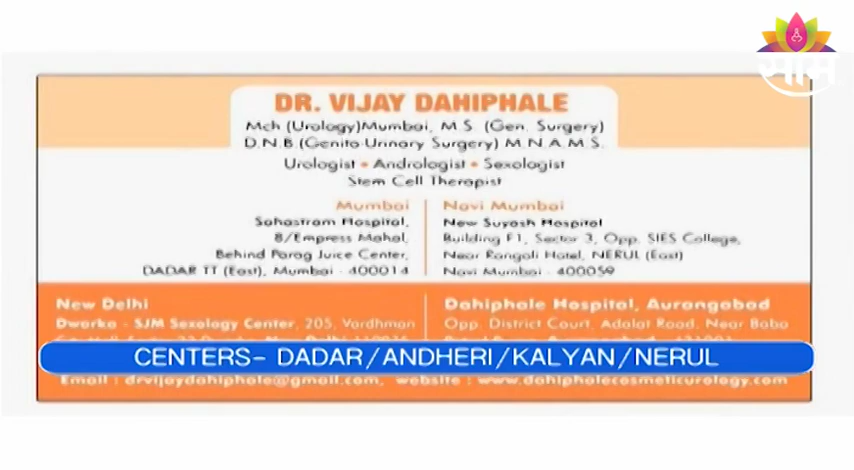 साम
DR. VIJAY DAHIPHALE
Mch (Urology)Mumbai, M.S. (Gen. Surgery)
D.N.B (Genito-Urinary Surgery) M.N.A.M.S.
Urologist • Andrologist • Sexologist
Stem Cell Therapist
Mumbai
Sahastram Hospital,
8/Empress Mahal,
Behind Parag Juice Center,
DADAR TT (East), Mumbai - 400014
Navi Mumbai
New Suyash Hospital
Building F1, Sector 3, Opp. SIES College,
Near Rangoli Hotel, NERUL (East)
Navi Mumbai - 400059
New Delhi
Dwarka - SJM Sexology Center, 205, Vardhman
Dahiphale Hospital, Aurangabad
Opp. District Court, Adalat Road, Near Baba
CENTERS- DADAR/ANDHERI/KALYAN/NERUL
Email : drvijaydahiphale@gmail.com, website : www.dahiphalecosmeticurology.com